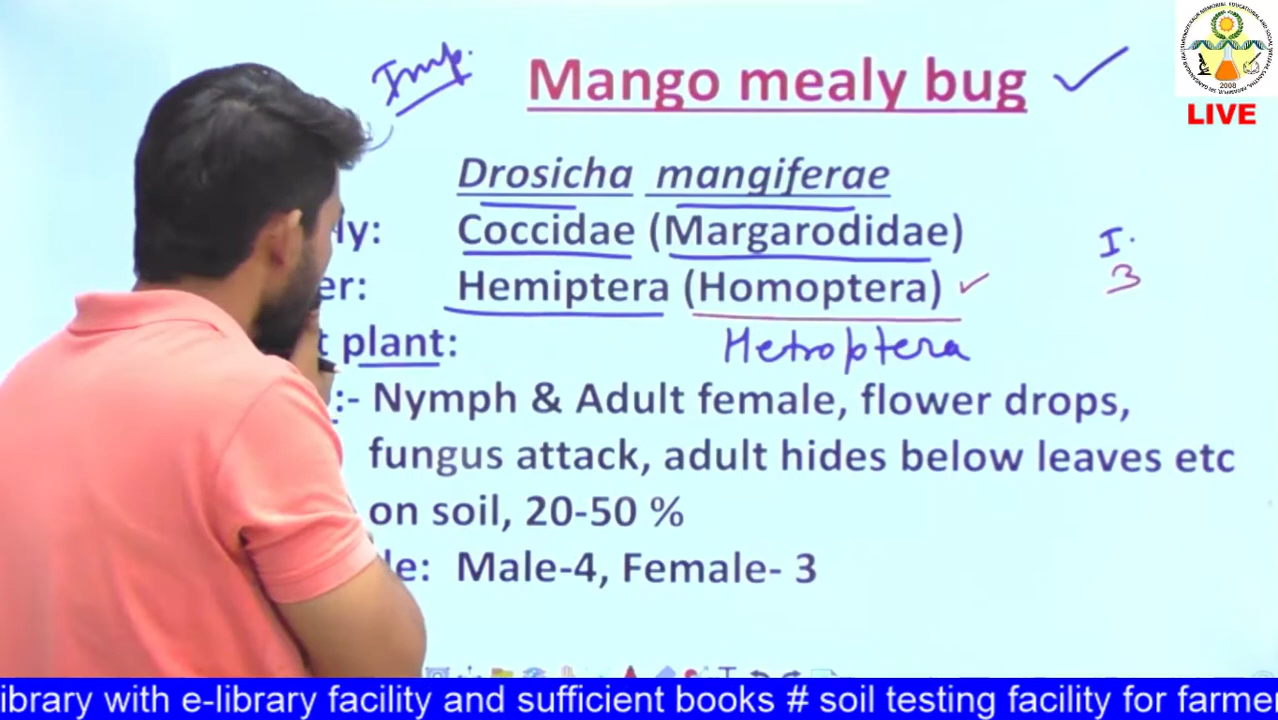 Imp.
Mango mealy bug
LIVE
2008
Drosicha mangiferae
ly: Coccidae (Margarodidae)
I.
3
er: Hemiptera (Homoptera)
t plant:
Hetroptera
:- Nymph & Adult female, flower drops,
fungus attack, adult hides below leaves etc
on soil, 20-50 %
le: Male-4, Female- 3
ibrary with e-library facility and sufficient books # soil testing facility for farmer